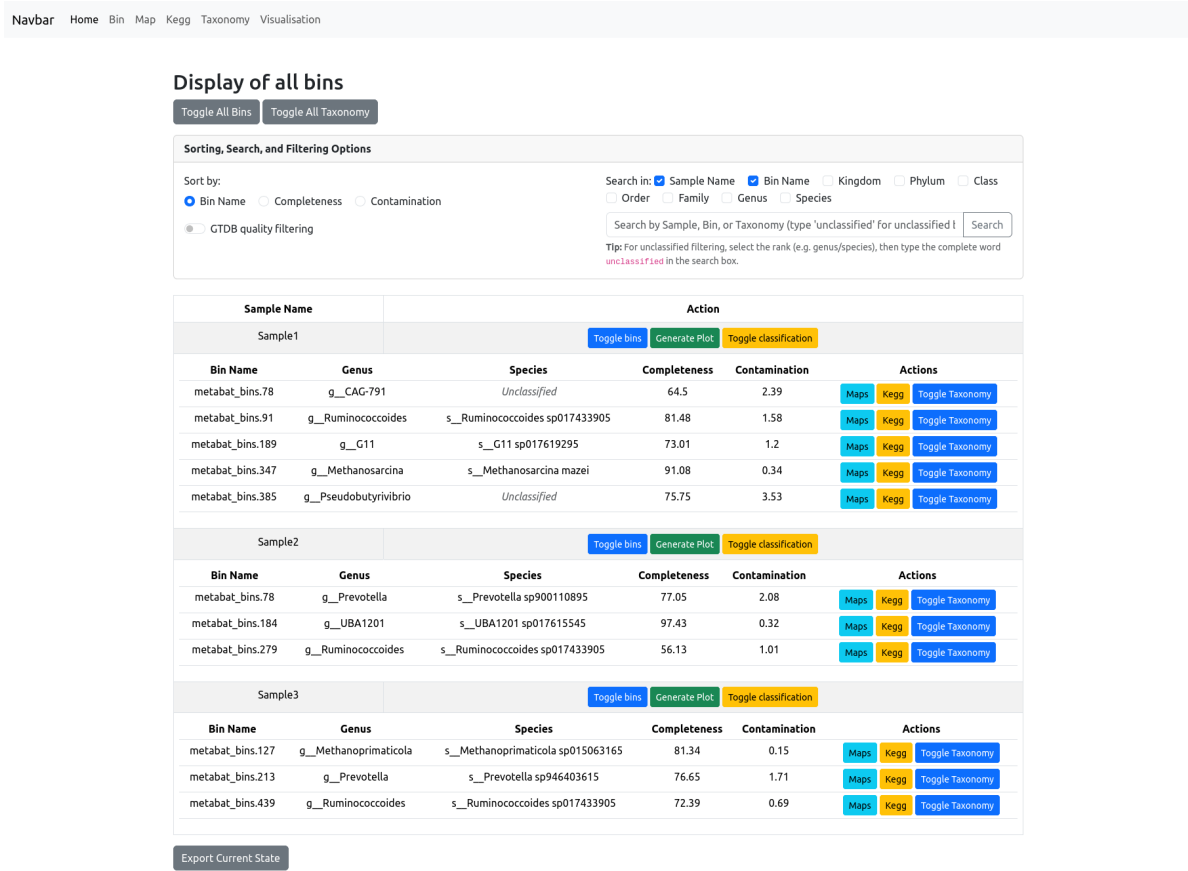 Navbar Home Bin Map Kegg Taxonomy Visualisation
Display of all bins
Toggle All Bins Toggle All Taxonomy
Sorting, Search, and Filtering Options
Sort by:
Bin Name Completeness Contamination
GTDB quality filtering
Search in: Sample Name Bin Name Kingdom Phylum Class
Order Family Genus Species
Search by Sample, Bin, or Taxonomy (type 'unclassified' for unclassified Search
Tip: For unclassified filtering, select the rank (e.g. genus/species), then type the complete word
unclassified in the search box.
Sample Name Action
Sample1 Toggle bins Generate Plot Toggle classification
Bin Name Genus Species Completeness Contamination Actions
metabat_bins.78 g__CAG-791 Unclassified 64.5 2.39 Maps Kegg Toggle Taxonomy
metabat_bins.91 g__Ruminococcoides s__Ruminococcoides sp017433905 81.48 1.58 Maps Kegg Toggle Taxonomy
metabat_bins.189 g__G11 s__G11 sp017619295 73.01 1.2 Maps Kegg Toggle Taxonomy
metabat_bins.347 g__Methanosarcina s__Methanosarcina mazei 91.08 0.34 Maps Kegg Toggle Taxonomy
metabat_bins.385 g__Pseudobutyrivibrio Unclassified 75.75 3.53 Maps Kegg Toggle Taxonomy
Sample2 Toggle bins Generate Plot Toggle classification
Bin Name Genus Species Completeness Contamination Actions
metabat_bins.78 g__Prevotella s__Prevotella sp900110895 77.05 2.08 Maps Kegg Toggle Taxonomy
metabat_bins.184 g__UBA1201 s__UBA1201 sp017615545 97.43 0.32 Maps Kegg Toggle Taxonomy
metabat_bins.279 g__Ruminococcoides s__Ruminococcoides sp017433905 56.13 1.01 Maps Kegg Toggle Taxonomy
Sample3 Toggle bins Generate Plot Toggle classification
Bin Name Genus Species Completeness Contamination Actions
metabat_bins.127 g__Methanoprimaticola s__Methanoprimaticola sp015063165 81.34 0.15 Maps Kegg Toggle Taxonomy
metabat_bins.213 g__Prevotella s__Prevotella sp946403615 76.65 1.71 Maps Kegg Toggle Taxonomy
metabat_bins.439 g__Ruminococcoides s__Ruminococcoides sp017433905 72.39 0.69 Maps Kegg Toggle Taxonomy
Export Current State